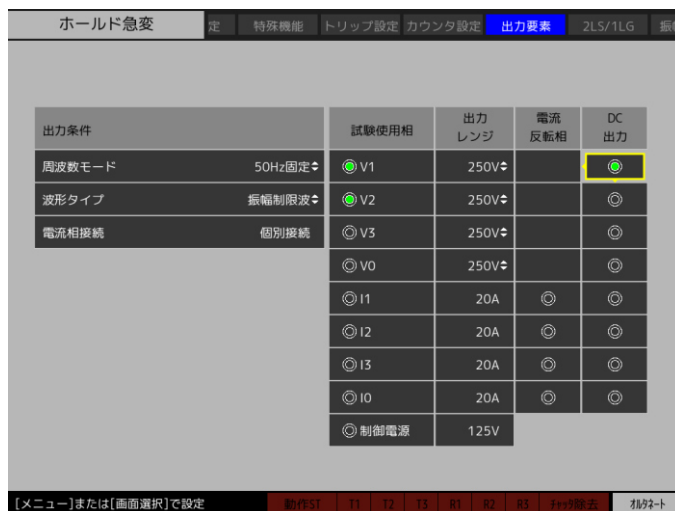 ホールド急変 定 特殊機能 トリップ設定 カウンタ設定 出力要素 2LS/1LG 振幅
出力条件 試験使用相 出力レンジ 電流反転相 DC出力
周波数モード 50Hz固定 V1 250V
波形タイプ 振幅制限波 V2 250V
電流相接続 個別接続 V3 250V
V0 250V
I1 20A
I2 20A
I3 20A
I0 20A
制御電源 125V
[メニュー]または[画面選択]で設定 動作ST T1 T2 T3 R1 R2 R3 チャタ除去 オルタネート